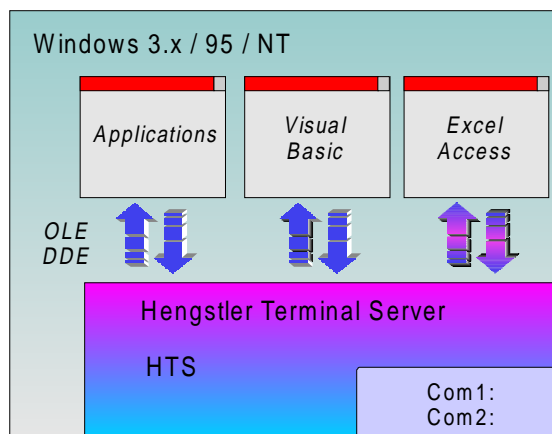 Windows 3.x / 95 / NT
Applications
Visual
Basic
Excel
Access
OLE
DDE
Hengstler Terminal Server
HTS
Com1:
Com2: